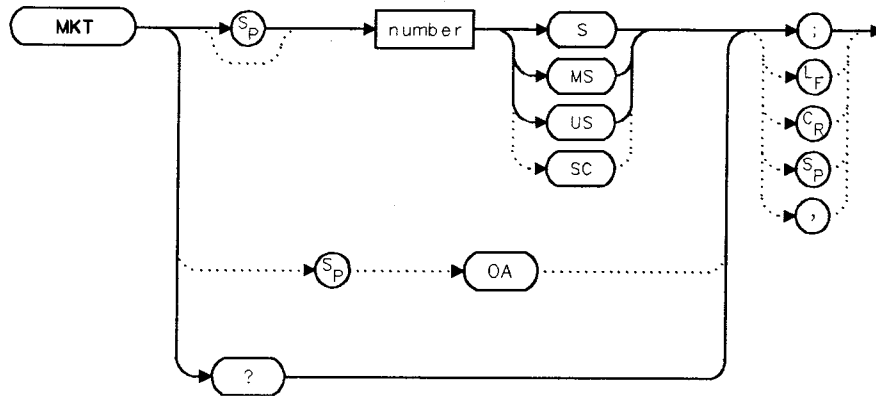 MKT SP number S ;
MS LF
US CR
SC SP
,
SP OA
?